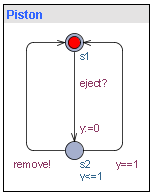 Piston
s1
eject?
y:=0
remove!
s2
y==1
y<=1